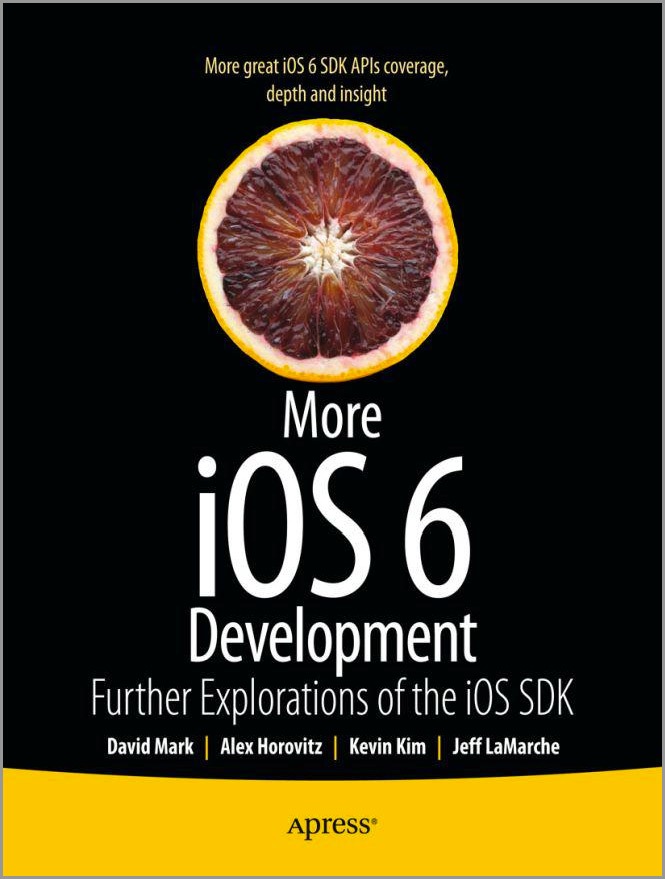 More great iOS 6 SDK APIs coverage,
depth and insight
More
iOS 6
Development
Further Explorations of the iOS SDK
David Mark | Alex Horovitz | Kevin Kim | Jeff LaMarche
Apress®